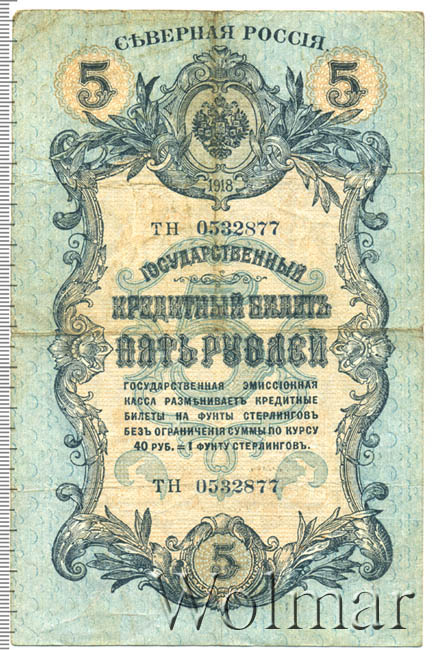 СѢВЕРНАЯ РОССІЯ.
5 5
1918
ТН 0532877
ГОСУДАРСТВЕННЫЙ
КРЕДИТНЫЙ БИЛЕТЪ
ПЯТЬ РУБЛЕЙ
ГОСУДАРСТВЕННАЯ ЭМИССІОННАЯ
КАССА РАЗМѢНИВАЕТЪ КРЕДИТНЫЕ
БИЛЕТЫ НА ФУНТЫ СТЕРЛИНГОВЪ
БЕЗЪ ОГРАНИЧЕНІЯ СУММЫ ПО КУРСУ
40 РУБ. = 1 ФУНТУ СТЕРЛИНГОВЪ.
ТН 0532877
5
Wolmar